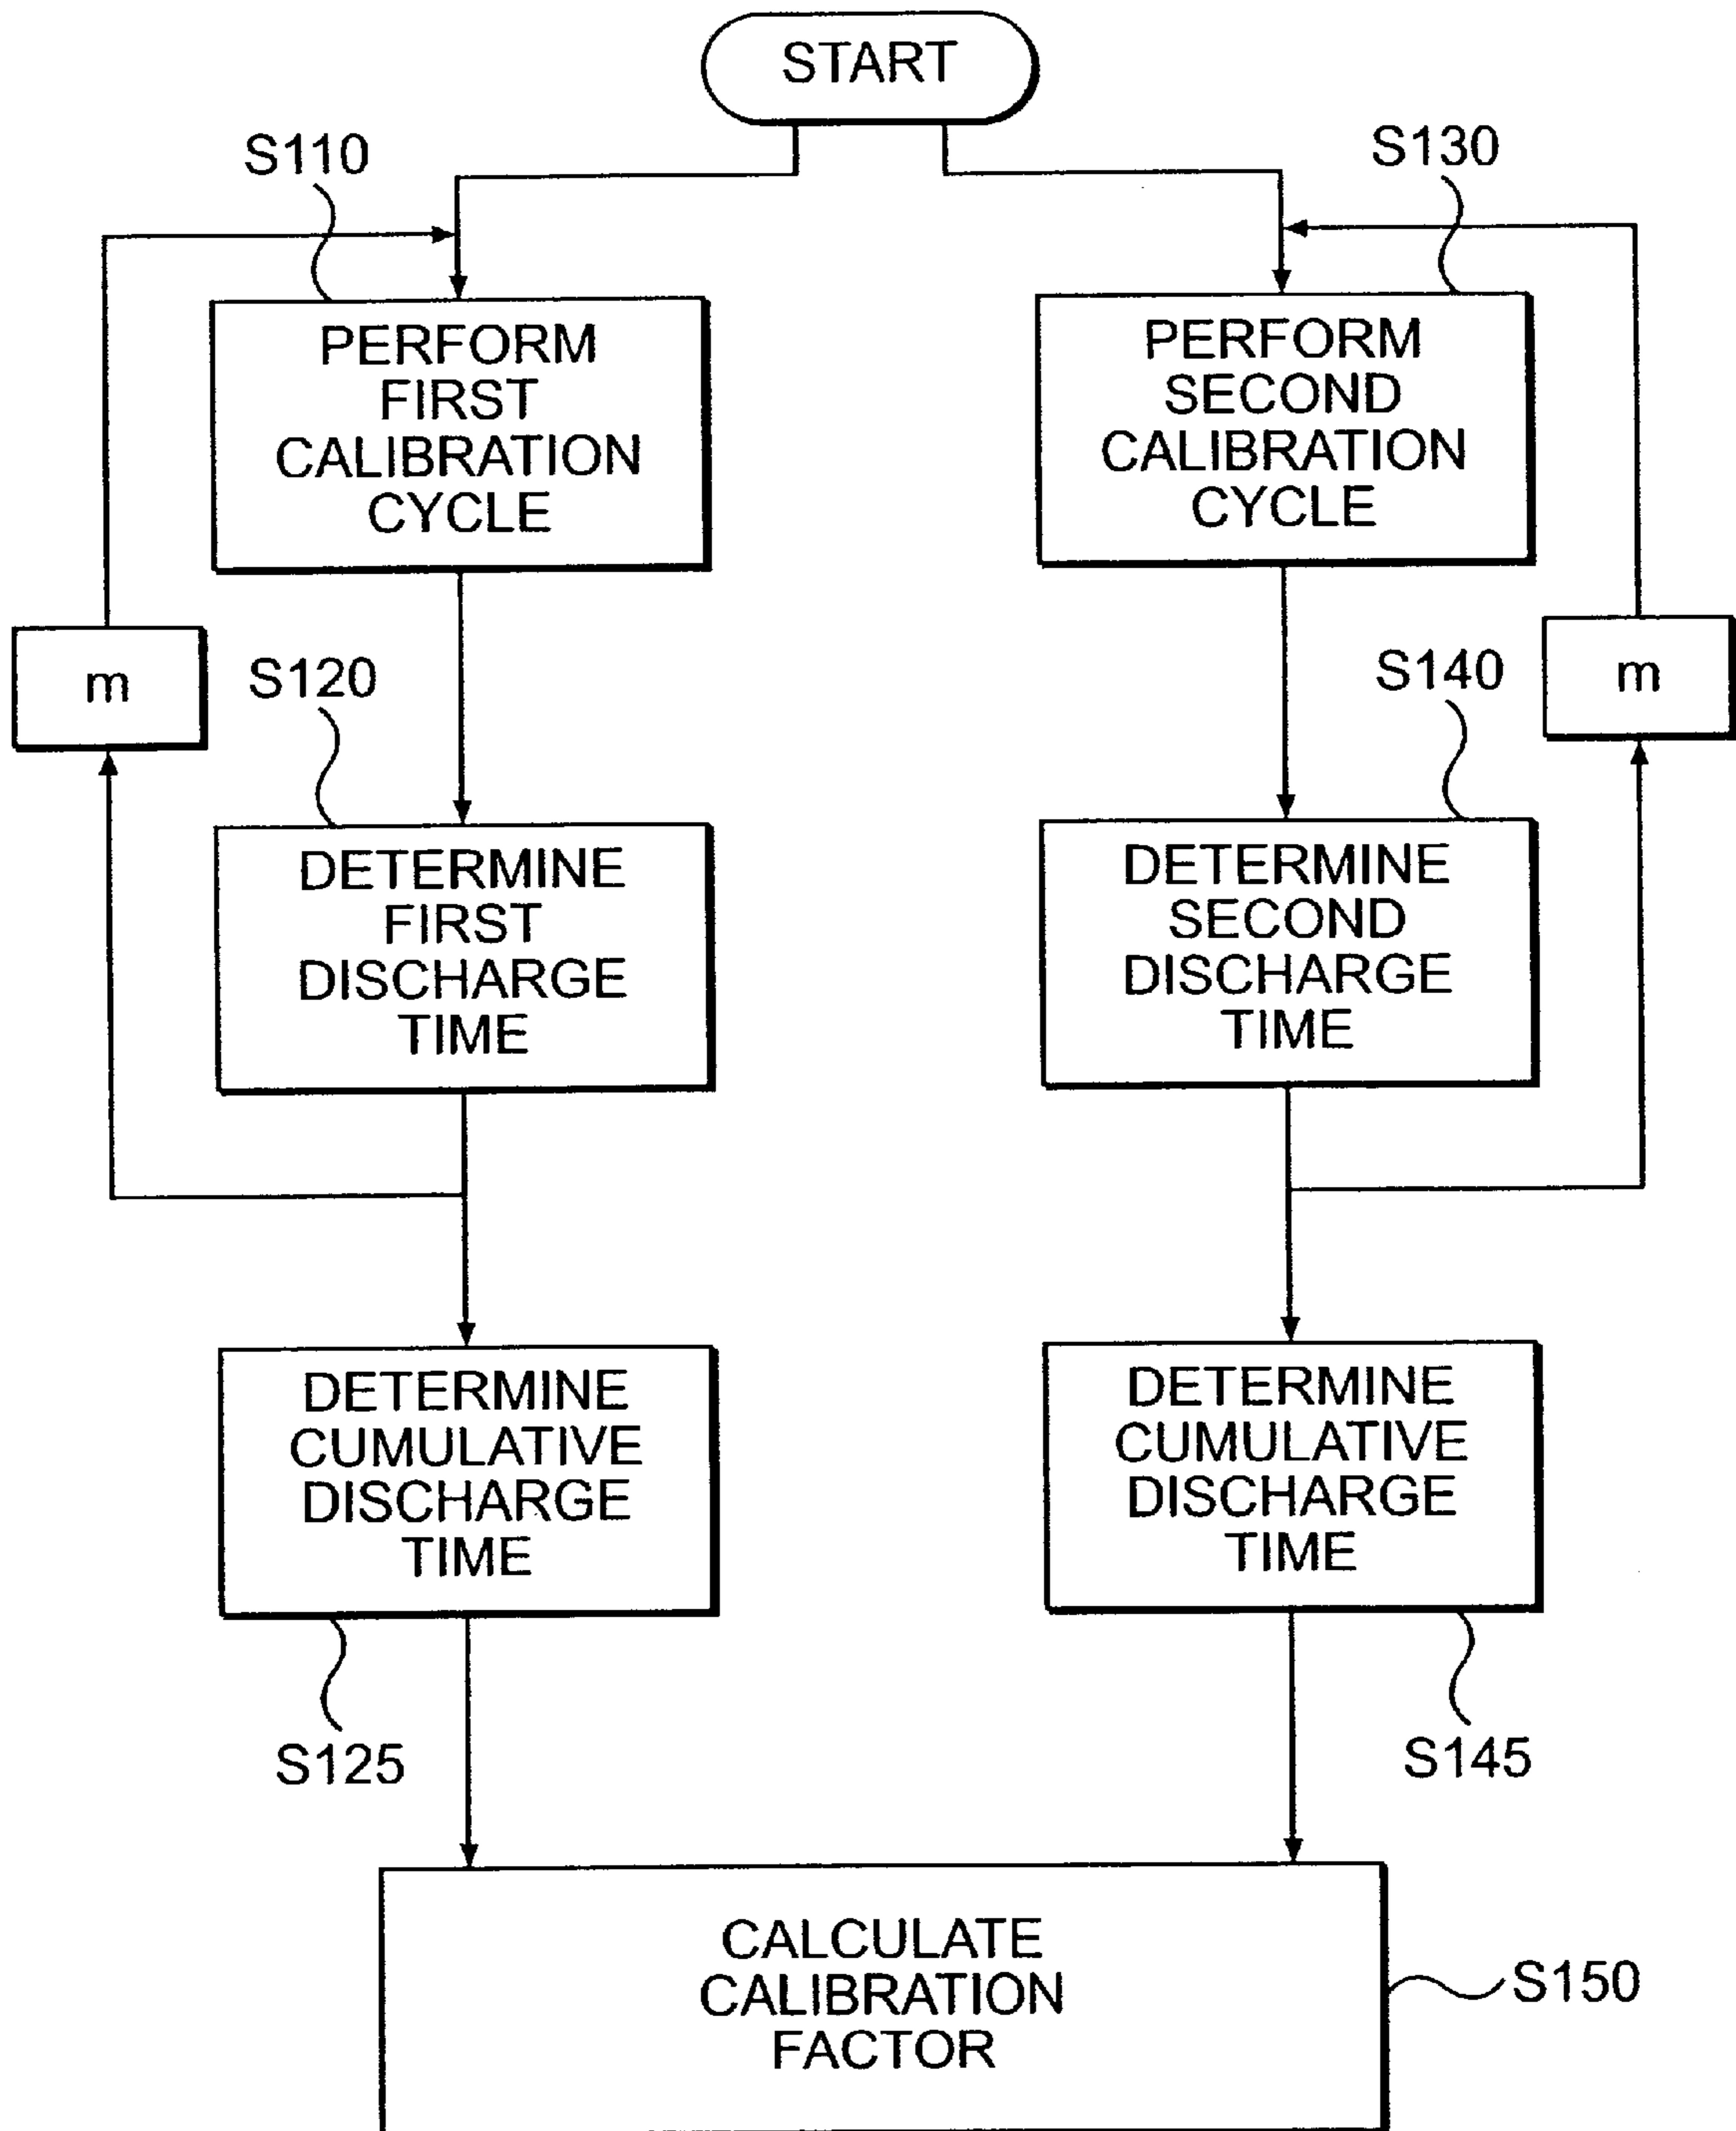 START
S110
S130
PERFORM
FIRST
CALIBRATION
CYCLE
PERFORM
SECOND
CALIBRATION
CYCLE
m
m
S120
S140
DETERMINE
FIRST
DISCHARGE
TIME
DETERMINE
SECOND
DISCHARGE
TIME
DETERMINE
CUMULATIVE
DISCHARGE
TIME
DETERMINE
CUMULATIVE
DISCHARGE
TIME
S125
S145
CALCULATE
CALIBRATION
FACTOR
S150